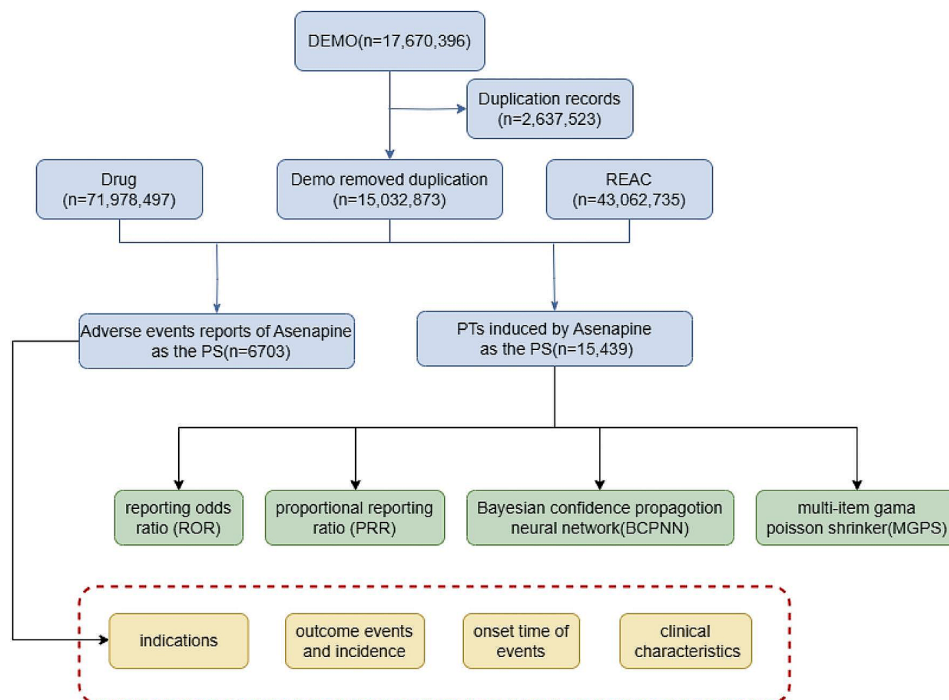 DEMO(n=17,670,396)
Duplication records
(n=2,637,523)
Drug
(n=71,978,497)
Demo removed duplication
(n=15,032,873)
REAC
(n=43,062,735)
Adverse events reports of Asenapine
as the PS(n=6703)
PTs induced by Asenapine
as the PS(n=15,439)
reporting odds
ratio (ROR)
proportional reporting
ratio (PRR)
Bayesian confidence propagotion
neural network(BCPNN)
multi-item gama
poisson shrinker(MGPS)
indications
outcome events
and incidence
onset time of
events
clinical
characteristics